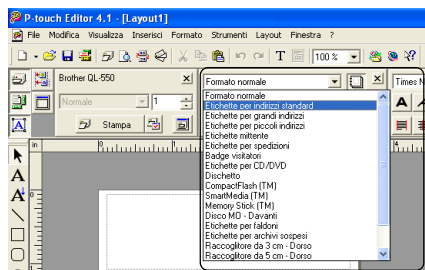 P-touch Editor 4.1 - [Layout1]
File Modifica Visualizza Inserisci Formato Strumenti Layout Finestra ?
100 %
Brother QL-550
Formato normale
Times N
Normale
1
Stampa
in
Formato normale
Etichette per indirizzi standard
Etichette per grandi indirizzi
Etichette per piccoli indirizzi
Etichette mittente
Etichette per spedizioni
Badge visitatori
Etichette per CD/DVD
Dischetto
CompactFlash (TM)
SmartMedia (TM)
Memory Stick (TM)
Disco MO - Davanti
Etichette per faldoni
Etichette per archivi sospesi
Raccoglitore da 3 cm - Dorso
Raccoglitore da 5 cm - Dorso